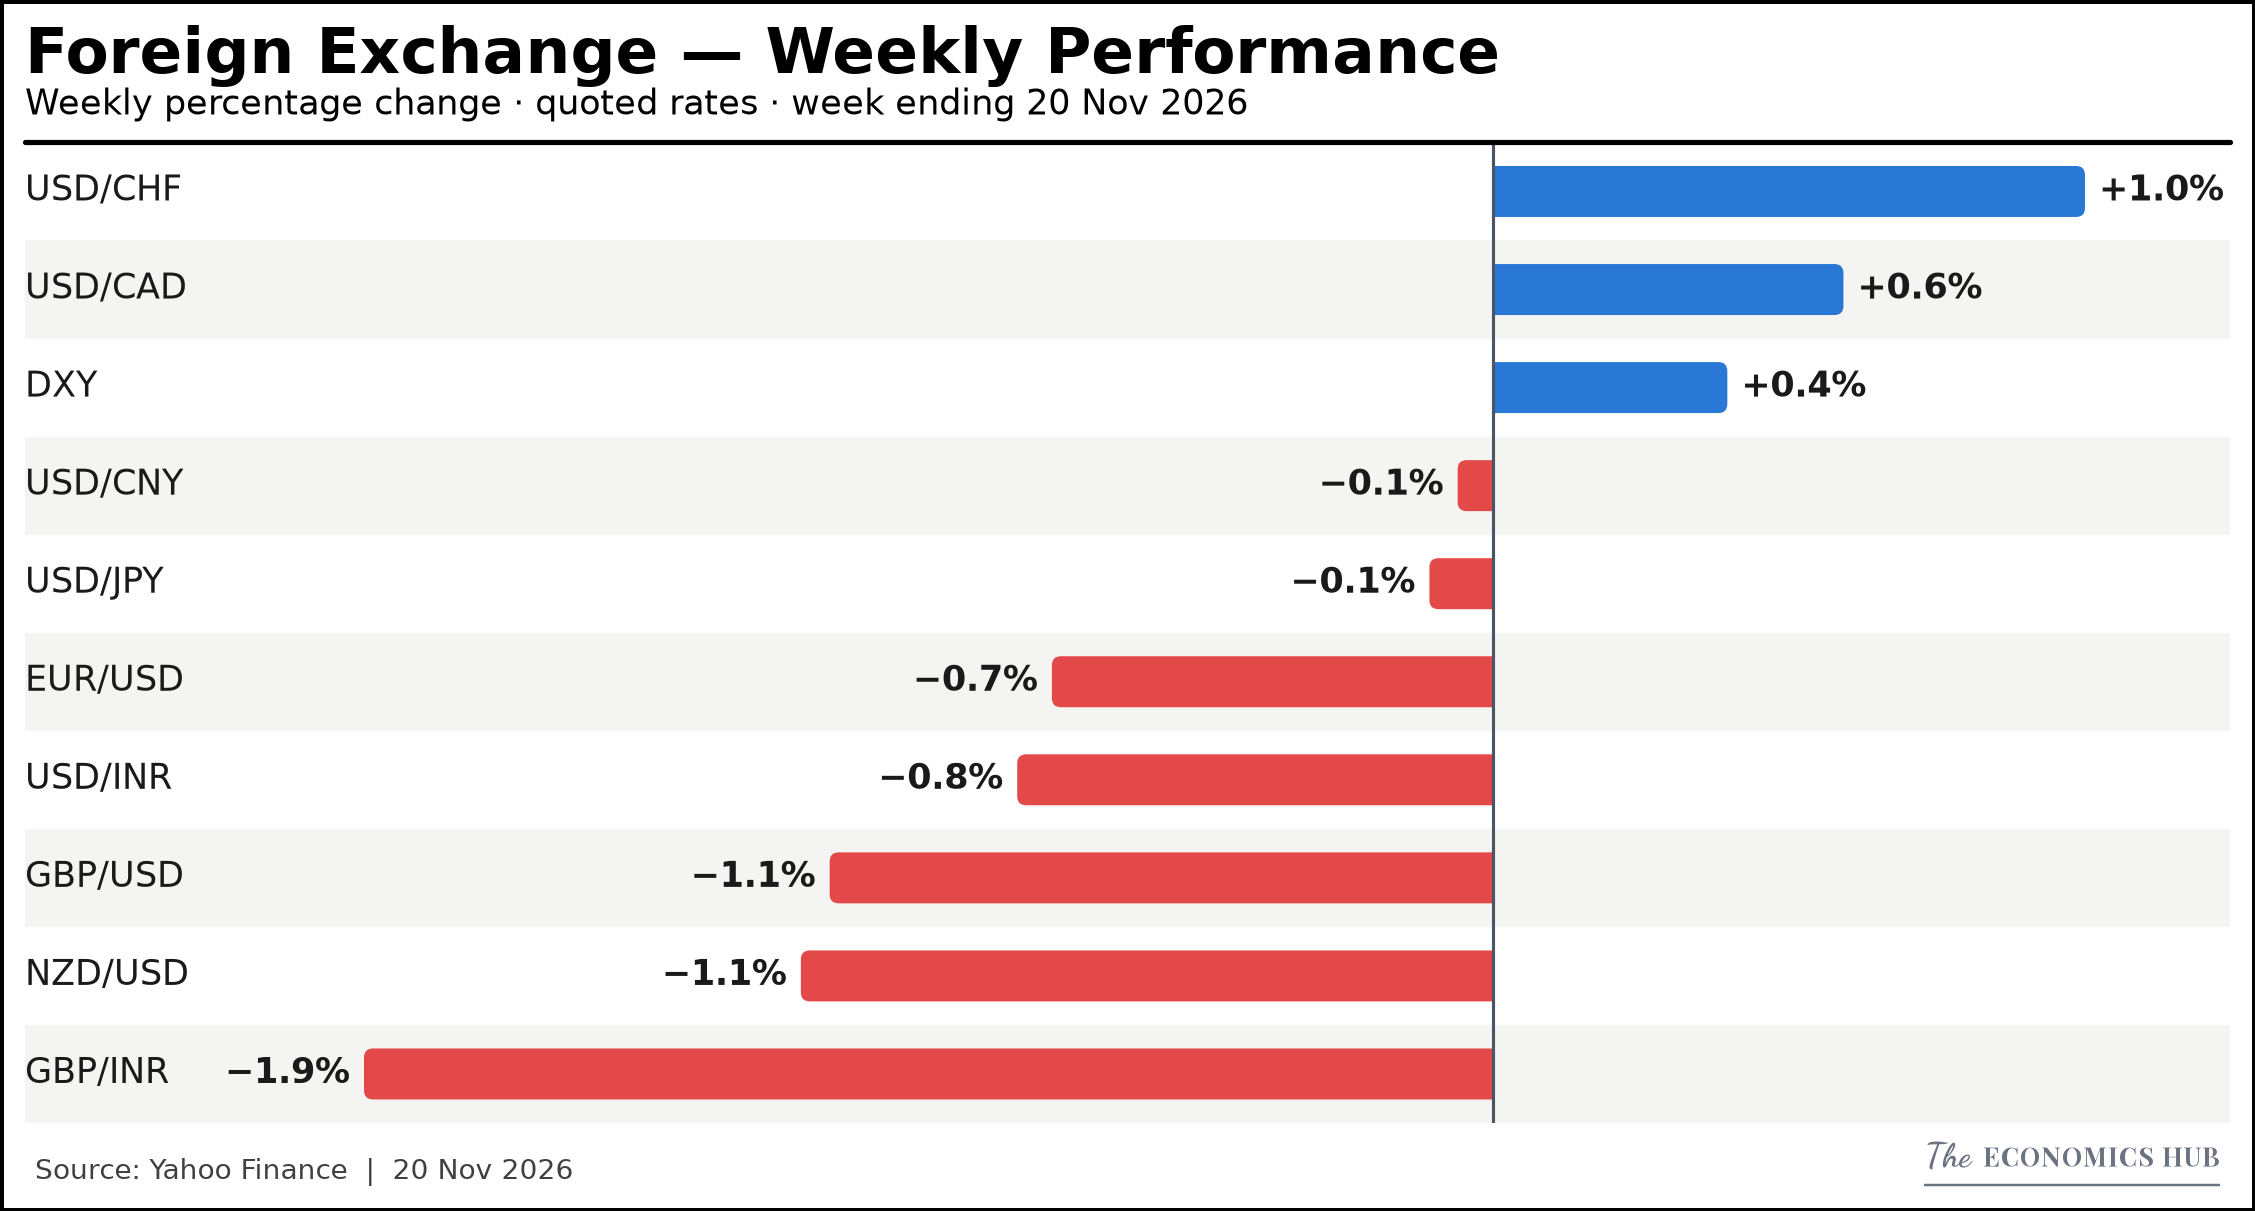 Foreign Exchange — Weekly Performance
Weekly percentage change · quoted rates · week ending 20 Nov 2026
USD/CHF +1.0%
USD/CAD +0.6%
DXY +0.4%
USD/CNY −0.1%
USD/JPY −0.1%
EUR/USD −0.7%
USD/INR −0.8%
GBP/USD −1.1%
NZD/USD −1.1%
GBP/INR −1.9%
Source: Yahoo Finance | 20 Nov 2026
The ECONOMICS HUB